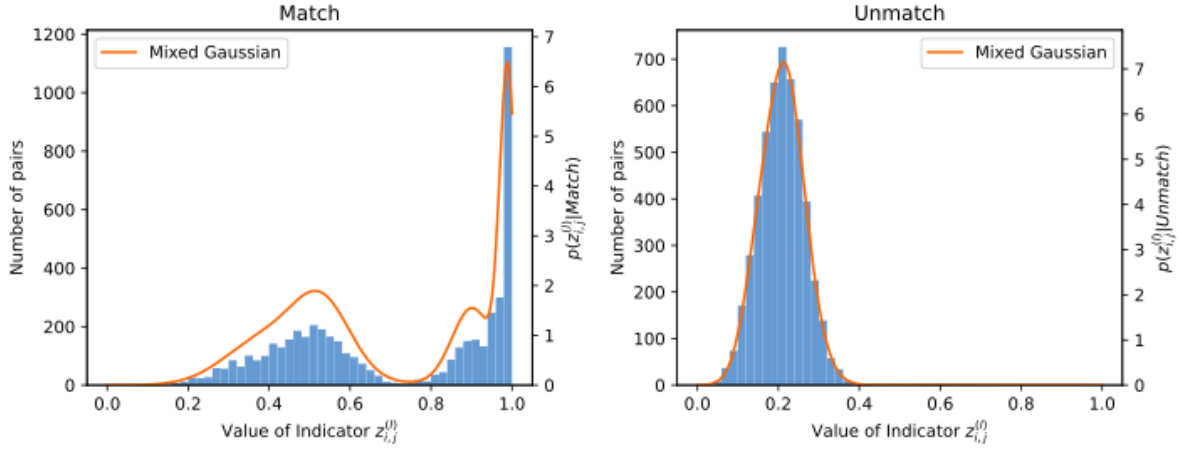 Match
Mixed Gaussian
Number of pairs
1200
1000
800
600
400
200
0
7
6
5
4
3
2
1
0
p(z_{i,j}^{(l)}|Match)
0.0 0.2 0.4 0.6 0.8 1.0
Value of Indicator z_{i,j}^{(l)}
Unmatch
Mixed Gaussian
Number of pairs
700
600
500
400
300
200
100
0
7
6
5
4
3
2
1
0
p(z_{i,j}^{(l)}|Unmatch)
0.0 0.2 0.4 0.6 0.8 1.0
Value of Indicator z_{i,j}^{(l)}